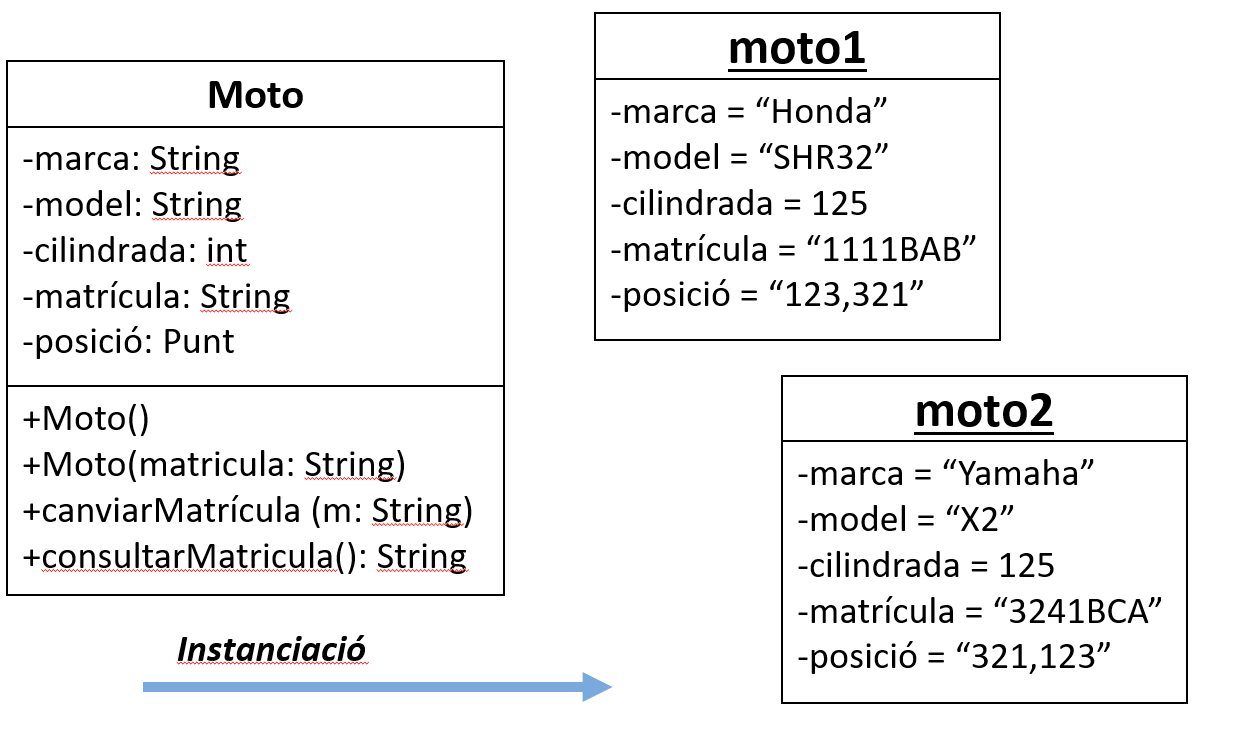 Moto
-marca: String
-model: String
-cilindrada: int
-matrícula: String
-posició: Punt
+Moto()
+Moto(matricula: String)
+canviarMatrícula (m: String)
+consultarMatricula(): String
Instanciació
moto1
-marca = “Honda”
-model = “SHR32”
-cilindrada = 125
-matrícula = “1111BAB”
-posició = “123,321”
moto2
-marca = “Yamaha”
-model = “X2”
-cilindrada = 125
-matrícula = “3241BCA”
-posició = “321,123”